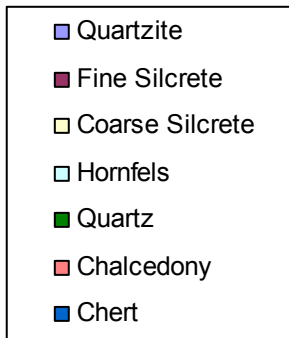 Quartzite
Fine Silcrete
Coarse Silcrete
Hornfels
Quartz
Chalcedony
Chert